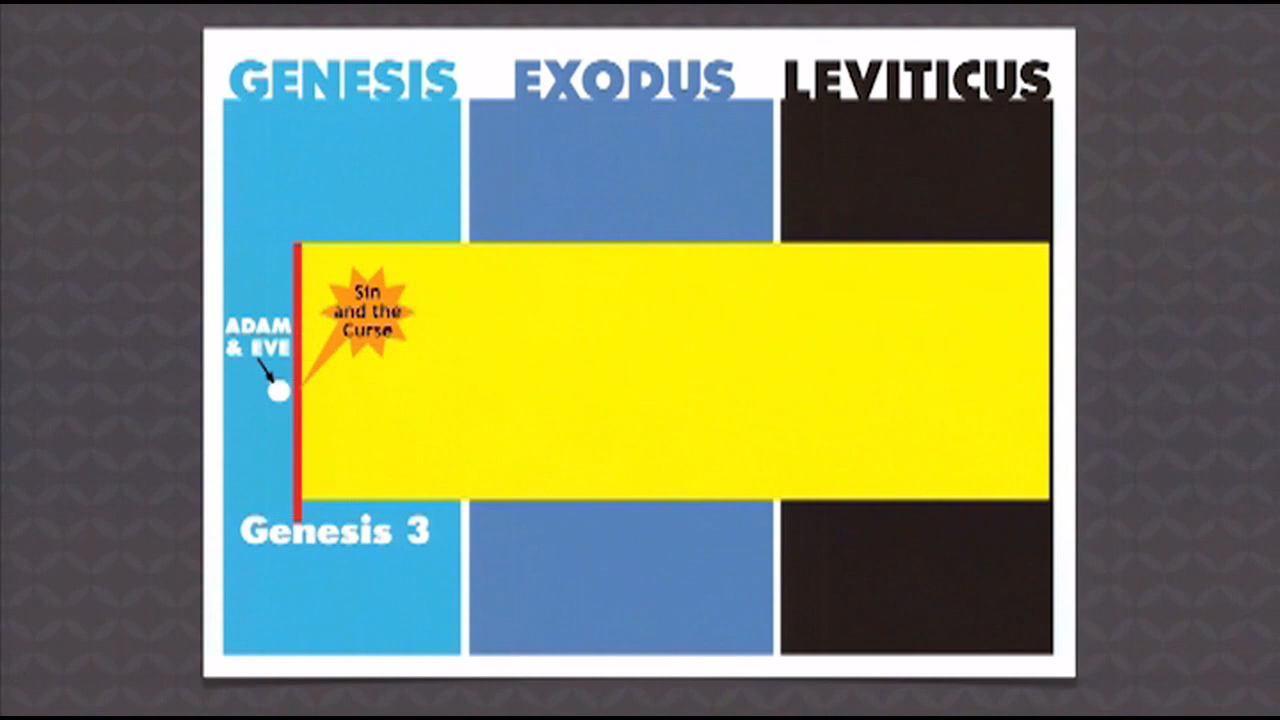 GENESIS EXODUS LEVITICUS
Sin
and the
Curse
ADAM
& EVE
Genesis 3